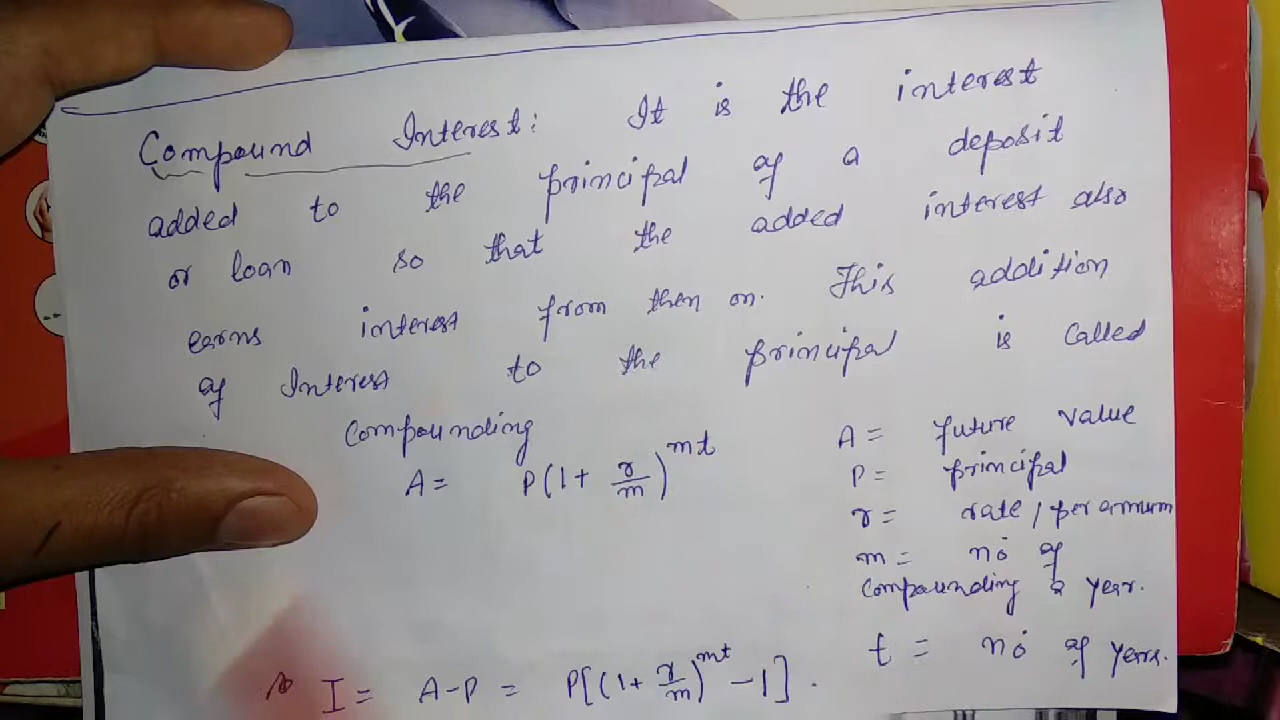 Compound Interest: It is the interest
added to the principal of a deposit
or loan so that the added interest also
earns interest from then on. This addition
of Interest to the principal is called
Compounding
A = P(1 + r/m)^mt
A = future value
P = principal
r = rate / per annum
m = no of
Compounding a year.
t = no of years.
I = A-P = P[(1 + r/m)^mt - 1].